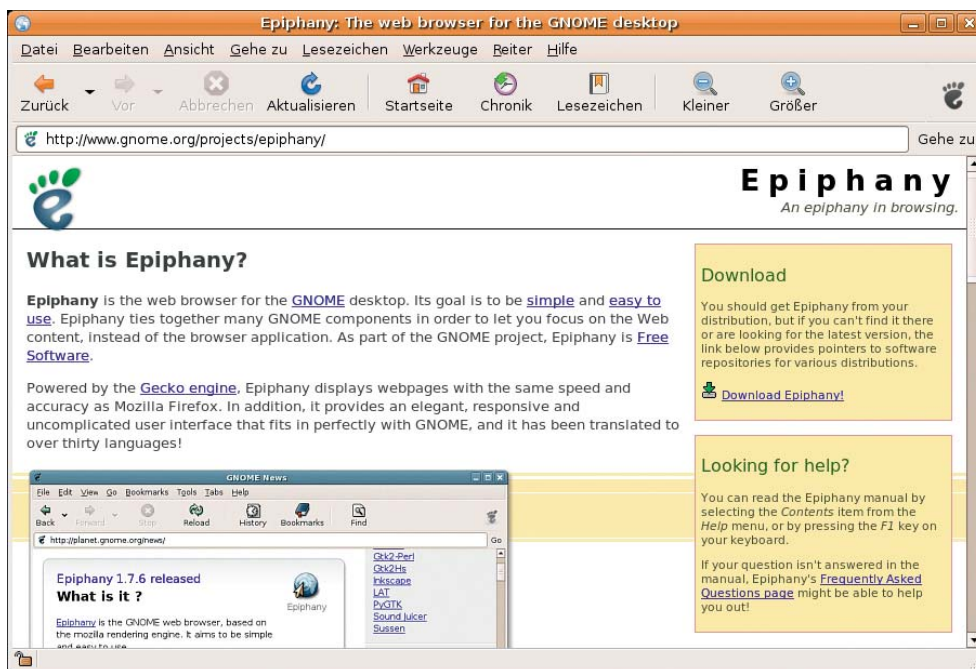 Epiphany: The web browser for the GNOME desktop
Datei Bearbeiten Ansicht Gehe zu Lesezeichen Werkzeuge Reiter Hilfe
Zurück Vor Abbrechen Aktualisieren Startseite Chronik Lesezeichen Kleiner Größer
http://www.gnome.org/projects/epiphany/ Gehe zu
Epiphany
An epiphany in browsing.
What is Epiphany?
Epiphany is the web browser for the GNOME desktop. Its goal is to be simple and easy to
use. Epiphany ties together many GNOME components in order to let you focus on the Web
content, instead of the browser application. As part of the GNOME project, Epiphany is Free
Software.
Powered by the Gecko engine, Epiphany displays webpages with the same speed and
accuracy as Mozilla Firefox. In addition, it provides an elegant, responsive and
uncomplicated user interface that fits in perfectly with GNOME, and it has been translated to
over thirty languages!
GNOME News
File Edit View Go Bookmarks Tools Tabs Help
Back Forward Stop Reload History Bookmarks Find
http://planet.gnome.org/news/ Go
Epiphany 1.7.6 released
What is it ?
Epiphany
Epiphany is the GNOME web browser, based on
the mozilla rendering engine. It aims to be simple
and easy to use
Gtk2-Perl
Gtk2Hs
Inkscape
LAT
PyGTK
Sound Juicer
Sussen
Download
You should get Epiphany from your
distribution, but if you can't find it there
or are looking for the latest version, the
link below provides pointers to software
repositories for various distributions.
Download Epiphany!
Looking for help?
You can read the Epiphany manual by
selecting the Contents item from the
Help menu, or by pressing the F1 key on
your keyboard.
If your question isn't answered in the
manual, Epiphany's Frequently Asked
Questions page might be able to help
you out!